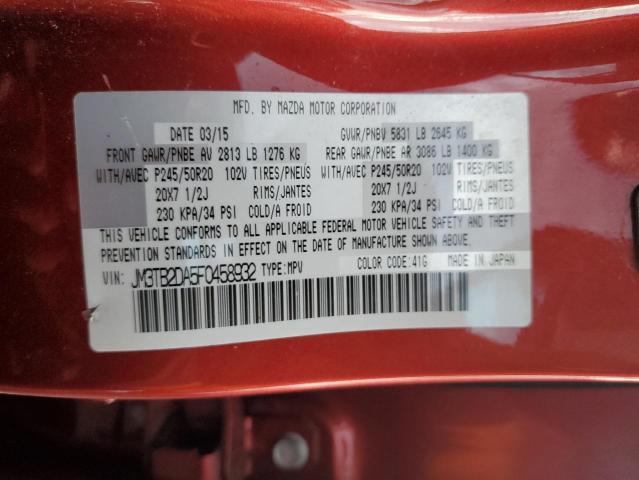 MFD. BY MAZDA MOTOR CORPORATION
DATE 03/15 GVWR/PNBV 5831 LB 2645 KG
FRONT GAWR/PNBE AV 2813 LB 1276 KG REAR GAWR/PNBE AR 3086 LB 1400 KG
WITH/AVEC P245/50R20 102V TIRES/PNEUS WITH/AVEC P245/50R20 102V TIRES/PNEUS
20X7 1/2J RIMS/JANTES 20X7 1/2J RIMS/JANTES
230 KPA/34 PSI COLD/A FROID 230 KPA/34 PSI COLD/A FROID
THIS VEHICLE CONFORMS TO ALL APPLICABLE FEDERAL MOTOR VEHICLE SAFETY AND THEFT
PREVENTION STANDARDS IN EFFECT ON THE DATE OF MANUFACTURE SHOWN ABOVE.
VIN: JM3TB2DA5F0458932 TYPE:MPV COLOR CODE:41G MADE IN JAPAN